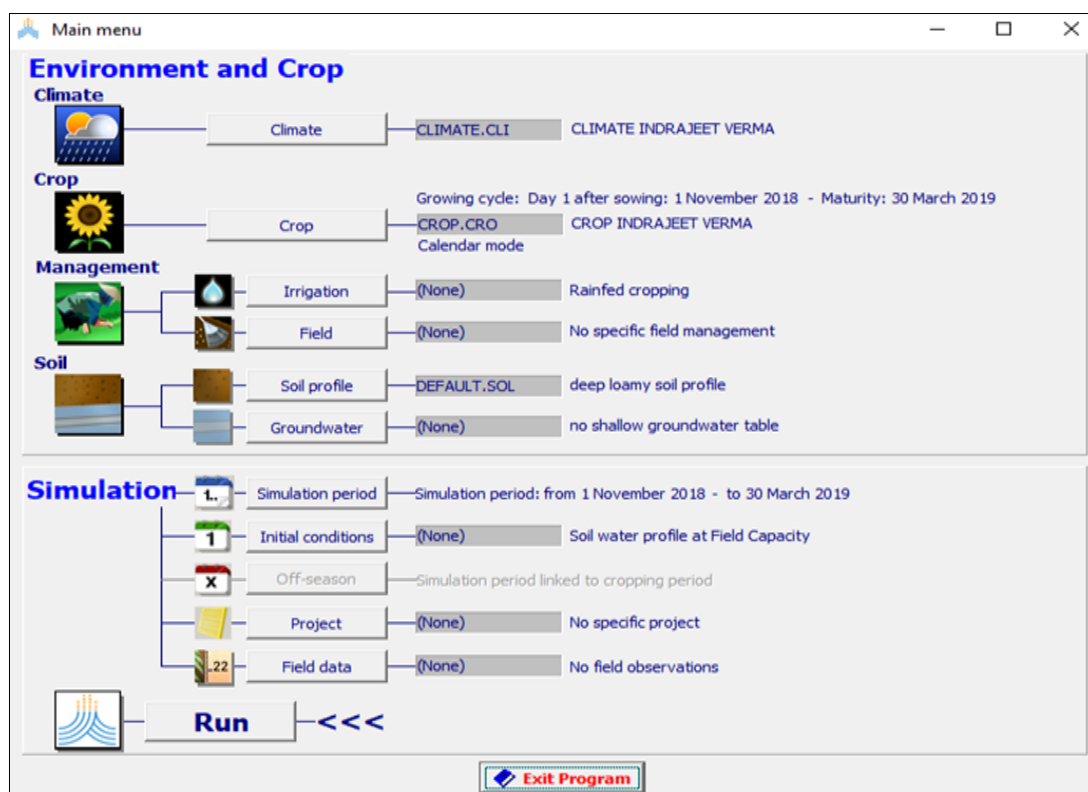 Main menu
Environment and Crop
Climate
Climate CLIMATE.CLI CLIMATE INDRAJEET VERMA
Crop
Growing cycle: Day 1 after sowing: 1 November 2018 - Maturity: 30 March 2019
Crop CROP.CRO CROP INDRAJEET VERMA
Calendar mode
Management
Irrigation (None) Rainfed cropping
Field (None) No specific field management
Soil
Soil profile DEFAULT.SOL deep loamy soil profile
Groundwater (None) no shallow groundwater table
Simulation 1.. Simulation period Simulation period: from 1 November 2018 - to 30 March 2019
1 Initial conditions (None) Soil water profile at Field Capacity
X Off-season Simulation period linked to cropping period
Project (None) No specific project
..22 Field data (None) No field observations
Run <<<
Exit Program